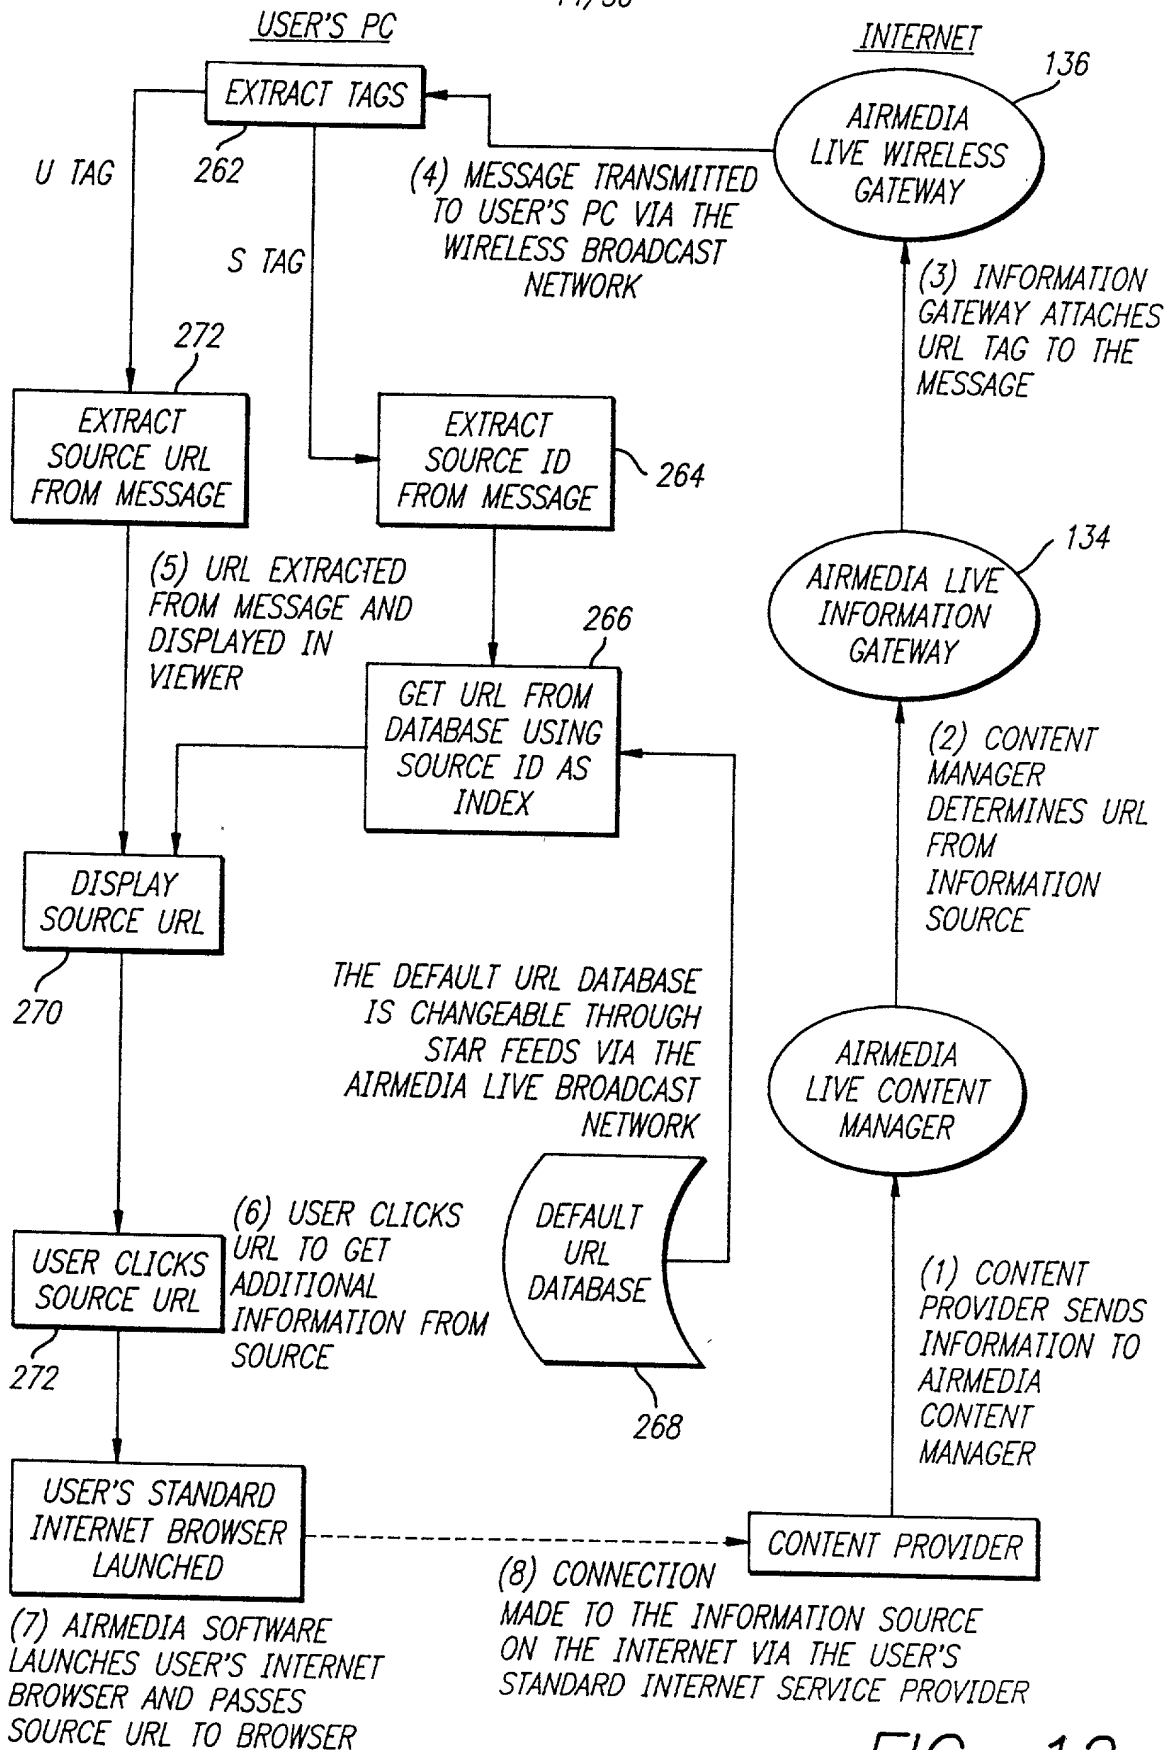 USER'S PC
INTERNET
136
EXTRACT TAGS
262
U TAG
S TAG
AIRMEDIA
LIVE WIRELESS
GATEWAY
(4) MESSAGE TRANSMITTED
TO USER'S PC VIA THE
WIRELESS BROADCAST
NETWORK
(3) INFORMATION
GATEWAY ATTACHES
URL TAG TO THE
MESSAGE
272
EXTRACT
SOURCE URL
FROM MESSAGE
EXTRACT
SOURCE ID
FROM MESSAGE
264
134
AIRMEDIA LIVE
INFORMATION
GATEWAY
(5) URL EXTRACTED
FROM MESSAGE AND
DISPLAYED IN
VIEWER
266
GET URL FROM
DATABASE USING
SOURCE ID AS
INDEX
(2) CONTENT
MANAGER
DETERMINES URL
FROM
INFORMATION
SOURCE
DISPLAY
SOURCE URL
270
THE DEFAULT URL DATABASE
IS CHANGEABLE THROUGH
STAR FEEDS VIA THE
AIRMEDIA LIVE BROADCAST
NETWORK
AIRMEDIA
LIVE CONTENT
MANAGER
(6) USER CLICKS
URL TO GET
ADDITIONAL
INFORMATION FROM
SOURCE
DEFAULT
URL
DATABASE
268
USER CLICKS
SOURCE URL
272
(1) CONTENT
PROVIDER SENDS
INFORMATION TO
AIRMEDIA
CONTENT
MANAGER
USER'S STANDARD
INTERNET BROWSER
LAUNCHED
CONTENT PROVIDER
(7) AIRMEDIA SOFTWARE
LAUNCHES USER'S INTERNET
BROWSER AND PASSES
SOURCE URL TO BROWSER
(8) CONNECTION
MADE TO THE INFORMATION SOURCE
ON THE INTERNET VIA THE USER'S
STANDARD INTERNET SERVICE PROVIDER